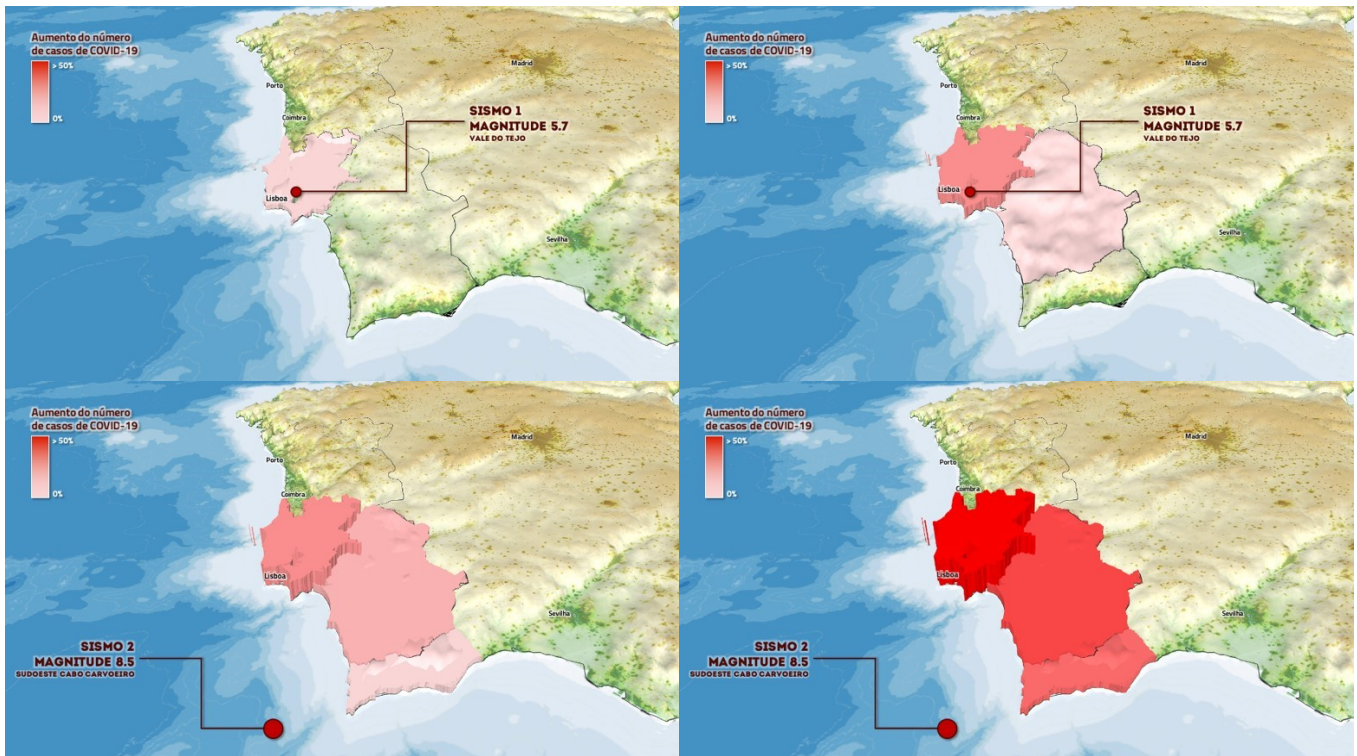 Aumento do número
de casos de COVID-19
> 50%
0%
Madrid
Porto
Coimbra
Lisboa
Sevilha
SISMO 1
MAGNITUDE 5.7
VALE DO TEJO
Aumento do número
de casos de COVID-19
> 50%
0%
Madrid
Porto
Coimbra
Lisboa
Sevilha
SISMO 1
MAGNITUDE 5.7
VALE DO TEJO
Aumento do número
de casos de COVID-19
> 50%
0%
Madrid
Porto
Coimbra
Lisboa
Sevilha
SISMO 2
MAGNITUDE 8.5
SUDOESTE CABO CARVOEIRO
Aumento do número
de casos de COVID-19
> 50%
0%
Madrid
Porto
Coimbra
Lisboa
Sevilha
SISMO 2
MAGNITUDE 8.5
SUDOESTE CABO CARVOEIRO